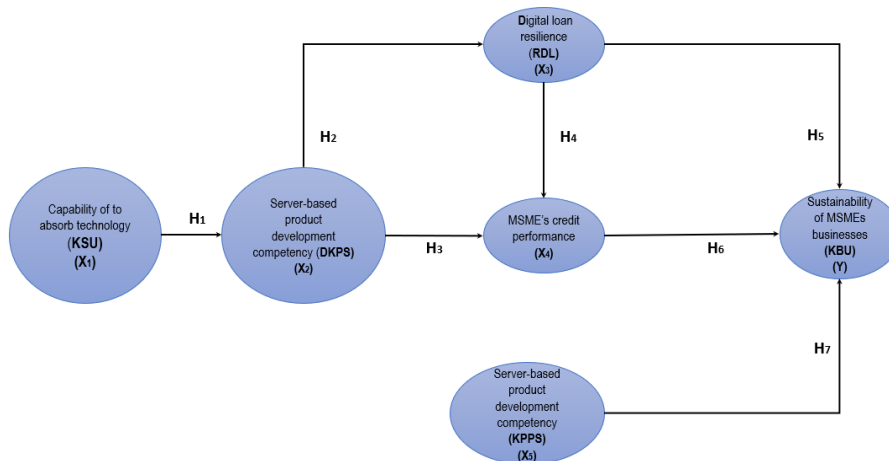 Digital loan
resilience
(RDL)
(X3)
H2
H4
H5
Capability of to
absorb technology
(KSU)
(X1)
H1
Server-based
product
development
competency (DKPS)
(X2)
H3
MSME's credit
performance
(X4)
H6
Sustainability
of MSMEs
businesses
(KBU)
(Y)
H7
Server-based
product
development
competency
(KPPS)
(X5)